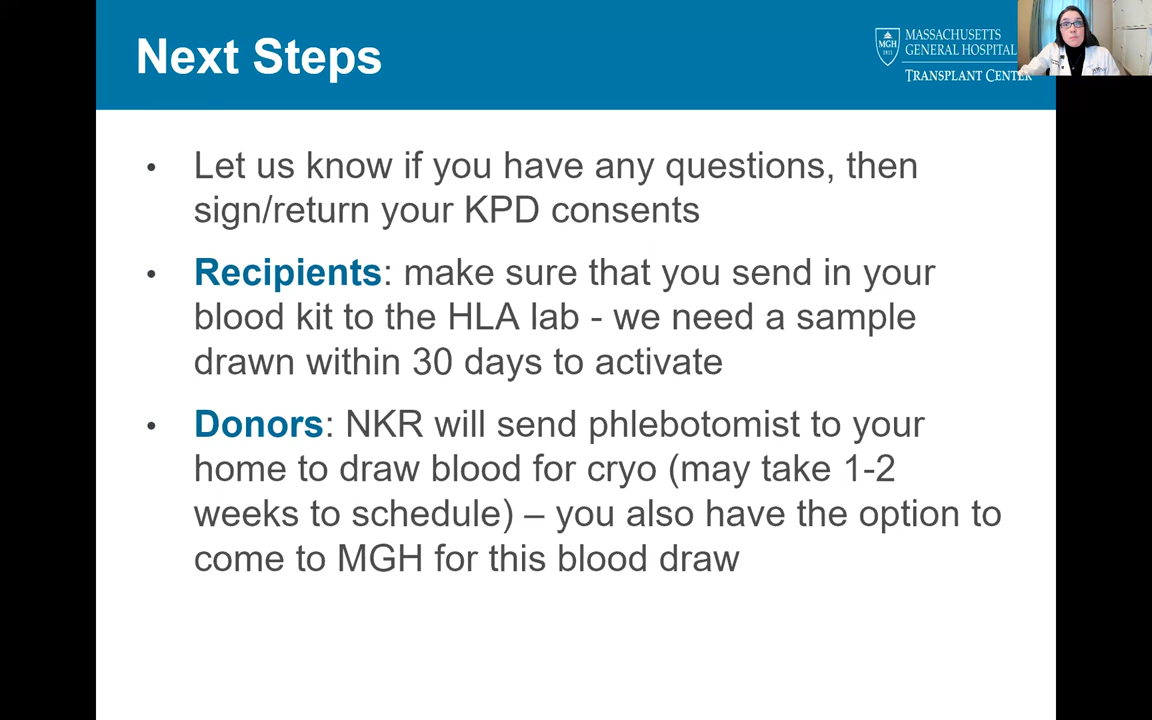 Next Steps
MASSACHUSETTS
GENERAL HOSPITAL
TRANSPLANT CENTER
MGH
1811
• Let us know if you have any questions, then
sign/return your KPD consents
• Recipients: make sure that you send in your
blood kit to the HLA lab - we need a sample
drawn within 30 days to activate
• Donors: NKR will send phlebotomist to your
home to draw blood for cryo (may take 1-2
weeks to schedule) – you also have the option to
come to MGH for this blood draw